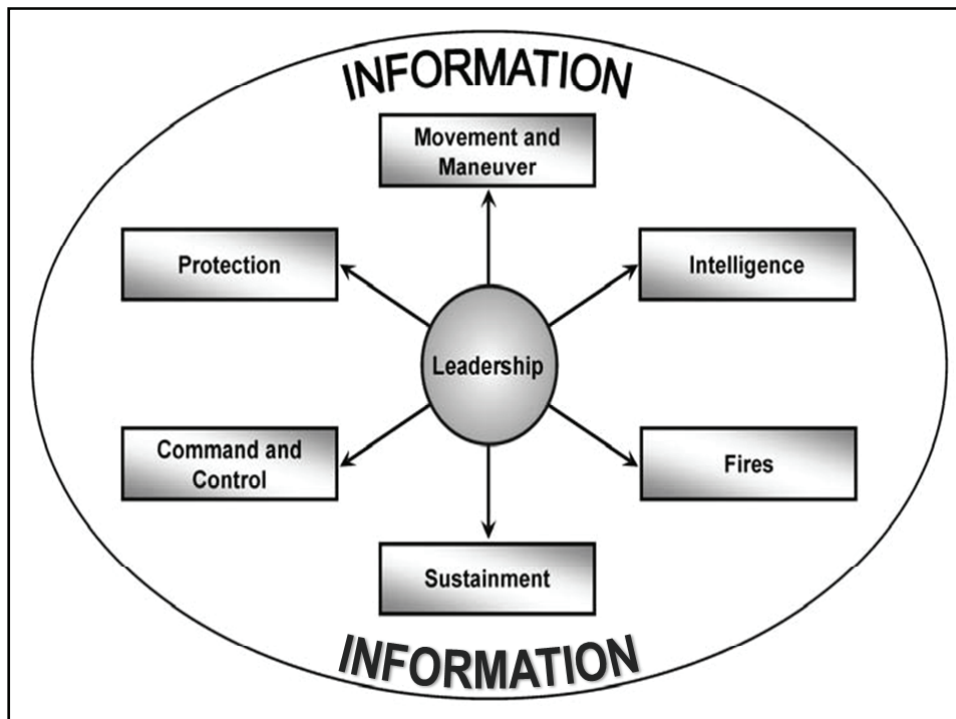 INFORMATION
Movement and
Maneuver
Protection
Intelligence
Leadership
Command and
Control
Fires
Sustainment
INFORMATION